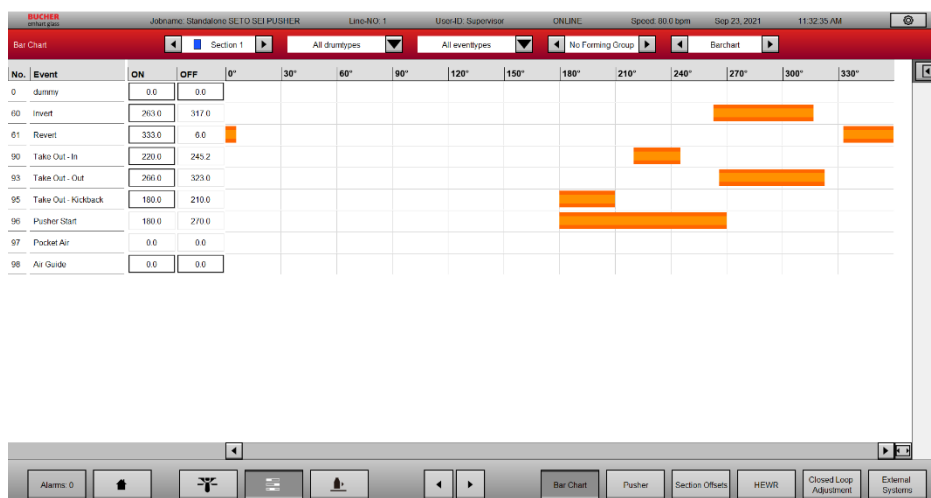 BUCHER
emhart glass
Jobname: Standalone SETO SEI PUSHER Line-NO: 1 User-ID: Supervisor ONLINE Speed: 80.0 bpm Sep 23, 2021 11:32:35 AM
Bar Chart Section 1 All drumtypes All eventtypes No Forming Group Barchart
No. Event ON OFF 0° 30° 60° 90° 120° 150° 180° 210° 240° 270° 300° 330°
0 dummy 0.0 0.0
60 Invert 263.0 317.0
61 Revert 333.0 6.0
90 Take Out - In 220.0 245.2
93 Take Out - Out 266.0 323.0
95 Take Out - Kickback 180.0 210.0
96 Pusher Start 180.0 270.0
97 Pocket Air 0.0 0.0
98 Air Guide 0.0 0.0
Alarms: 0 Bar Chart Pusher Section Offsets HEWR Closed Loop Adjustment External Systems